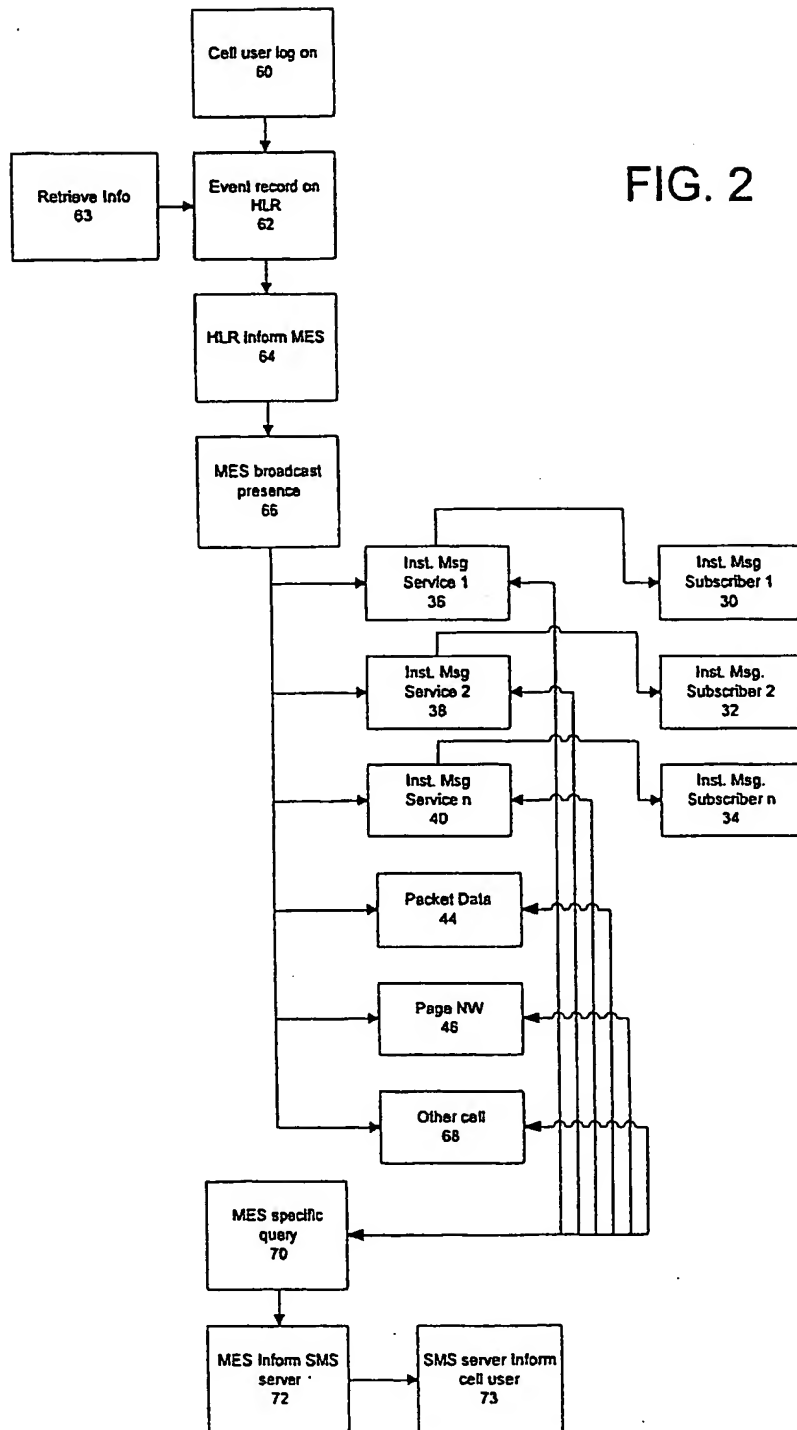 Cell user log on
60
FIG. 2
Retrieve Info
63
Event record on
HLR
62
HLR Inform MES
64
MES broadcast
presence
66
Inst. Msg
Service 1
36
Inst. Msg
Subscriber 1
30
Inst. Msg
Service 2
38
Inst. Msg.
Subscriber 2
32
Inst. Msg
Service n
40
Inst. Msg.
Subscriber n
34
Packet Data
44
Page NW
46
Other cell
68
MES specific
query
70
MES Inform SMS
server
72
SMS server Inform
cell user
73